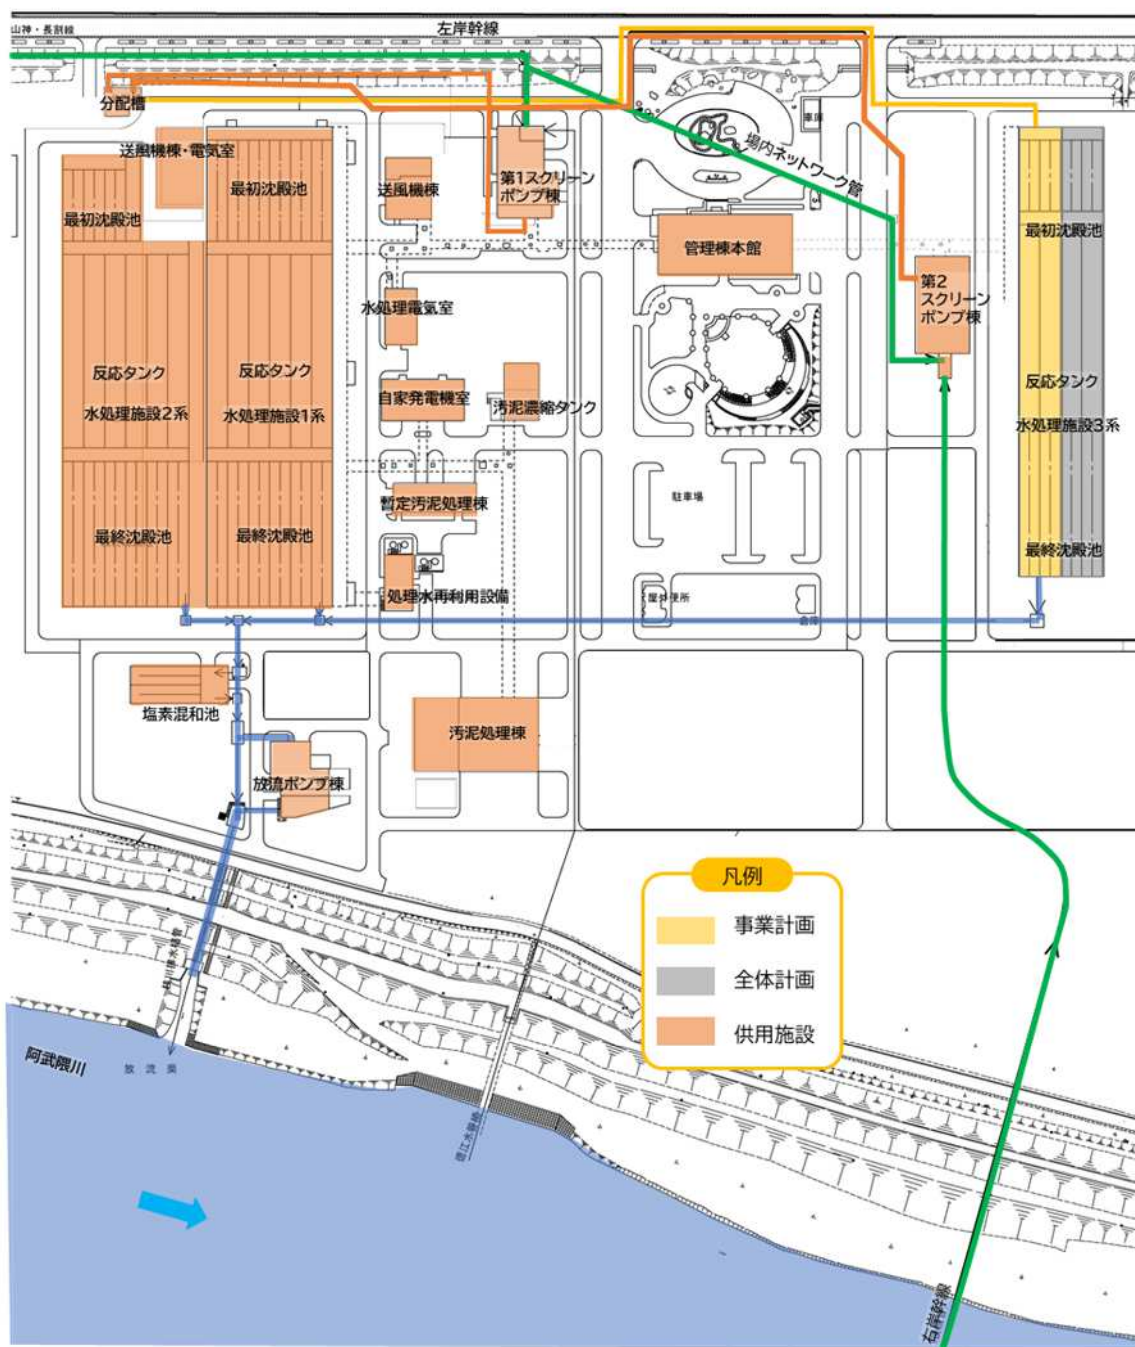 山神・長割線
左岸幹線
分配槽
送風機棟・電気室
最初沈殿池
最初沈殿池
送風機棟
第1スクリーン
ポンプ棟
車庫
場内ネットワーク管
管理棟本館
最初沈殿池
第2
スクリーン
ポンプ棟
水処理電気室
反応タンク
水処理施設2系
反応タンク
水処理施設1系
自家発電機室
汚泥濃縮タンク
反応タンク
水処理施設3系
暫定汚泥処理棟
駐車場
最終沈殿池
最終沈殿池
最終沈殿池
処理水再利用設備
屋外便所
倉庫
塩素混和池
汚泥処理棟
放流ポンプ棟
凡例
事業計画
全体計画
供用施設
阿武隈川
放流渠
右岸幹線